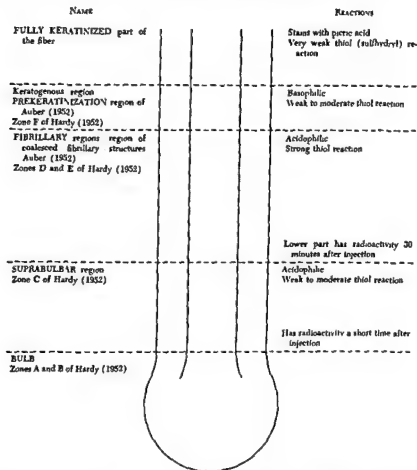 NAME
FULLY KERATINIZED part of
the fiber
Keratogenous region
PREKERATINIZATION region of
Auber (1952)
Zone F of Hardy (1952)
FIBRILLARY regions region of
coalesced fibrillary structures
Auber (1952)
Zones D and E of Hardy (1952)
SUPRABULBAR region
Zone C of Hardy (1952)
BULB
Zones A and B of Hardy (1952)
REACTIONS
Stains with picric acid
Very weak thiol (sulfhydryl) re-
action
Basophilic
Weak to moderate thiol reaction
Acidophilic
Strong thiol reaction
Lower part has radioactivity 30
minutes after injection
Acidophilic
Weak to moderate thiol reaction
Has radioactivity a short time after
injection